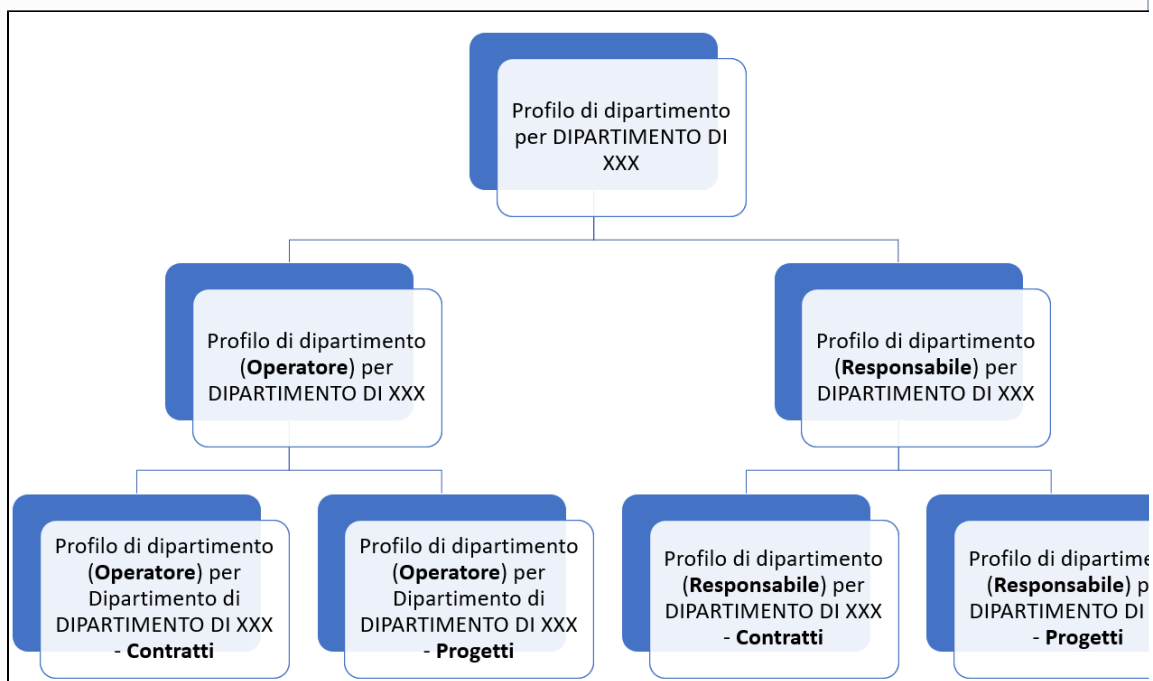 Profilo di dipartimento
per DIPARTIMENTO DI
XXX
Profilo di dipartimento
(Operatore) per
DIPARTIMENTO DI XXX
Profilo di dipartimento
(Responsabile) per
DIPARTIMENTO DI XXX
Profilo di dipartimento
(Operatore) per
Dipartimento di
DIPARTIMENTO DI XXX
- Contratti
Profilo di dipartimento
(Operatore) per
Dipartimento di
DIPARTIMENTO DI XXX
- Progetti
Profilo di dipartimento
(Responsabile) per
DIPARTIMENTO DI XXX
- Contratti
Profilo di
(Responsabile)
DIPARTIMENTO DI
- Progetti